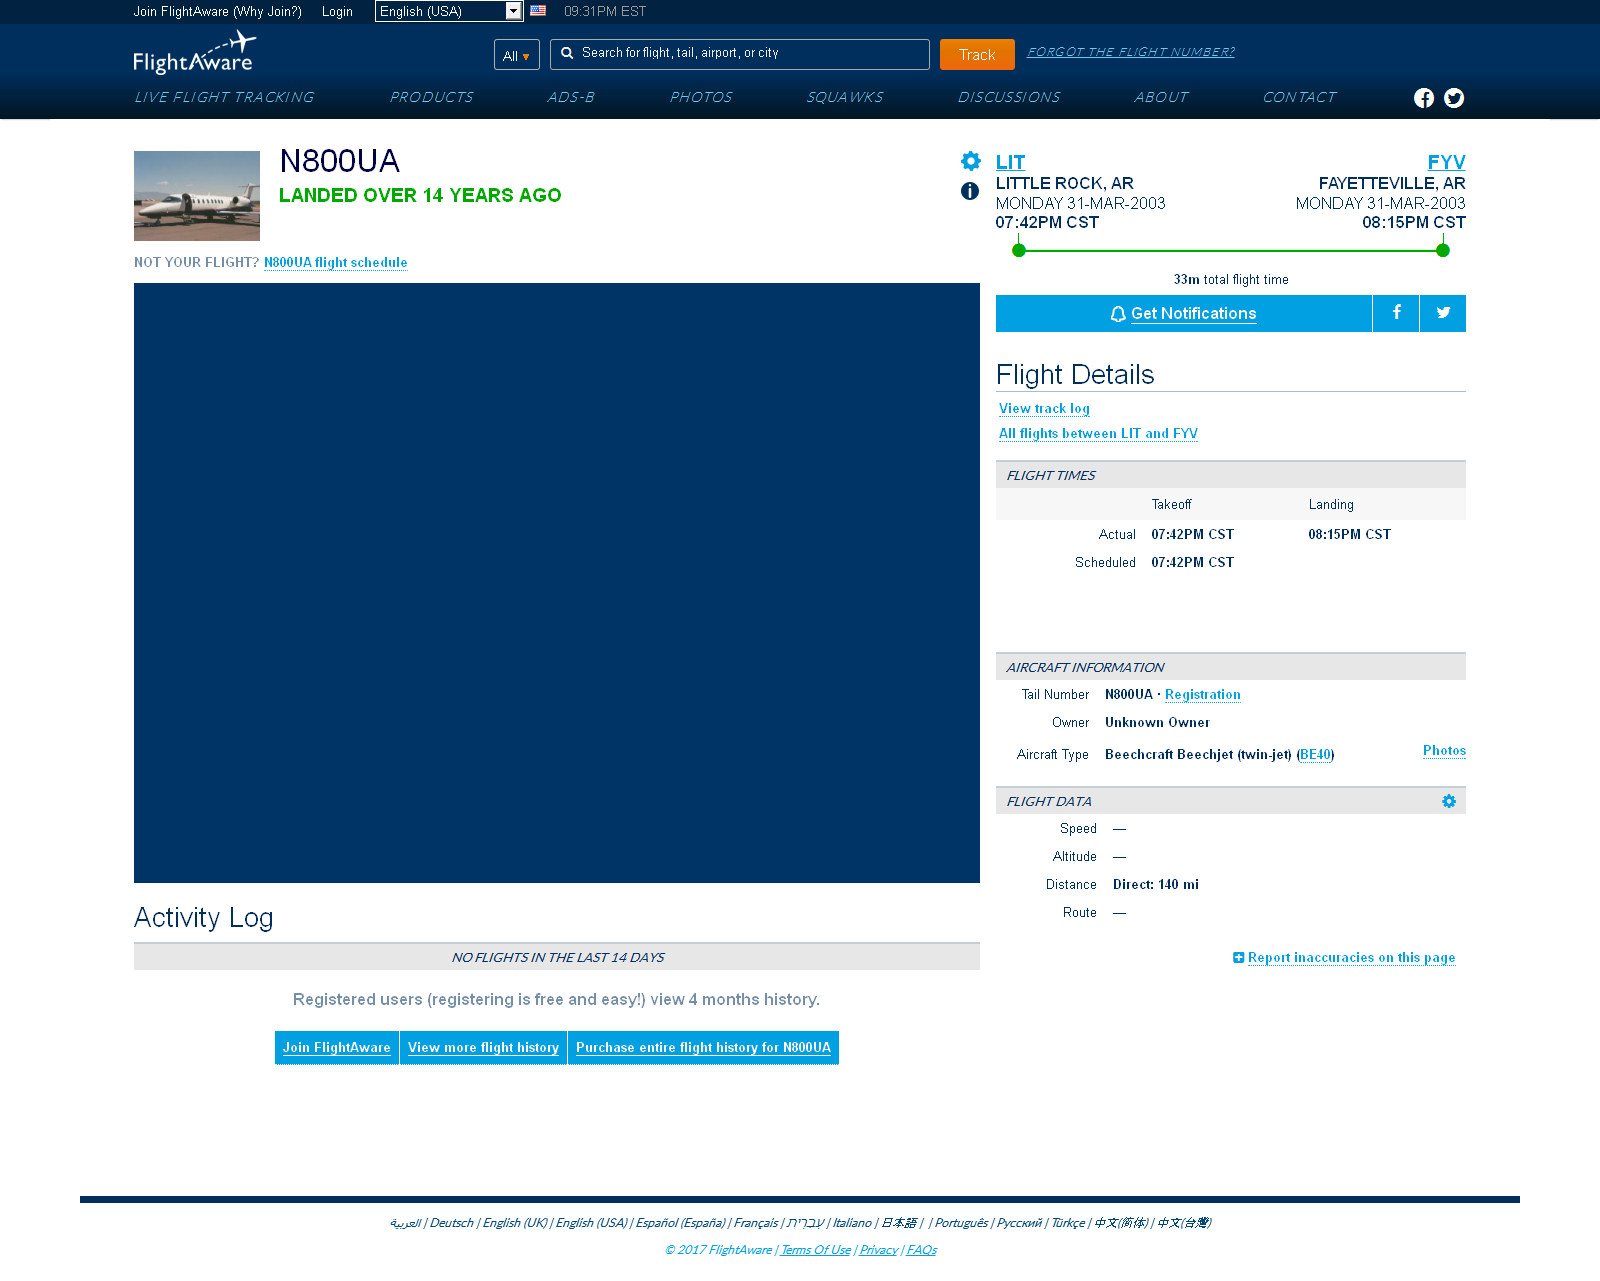 Join FlightAware (Why Join?) Login English (USA) 09:31PM EST
FlightAware
All Search for flight, tail, airport, or city Track FORGOT THE FLIGHT NUMBER?
LIVE FLIGHT TRACKING PRODUCTS ADS-B PHOTOS SQUAWKS DISCUSSIONS ABOUT CONTACT
N800UA
LANDED OVER 14 YEARS AGO
NOT YOUR FLIGHT? N800UA flight schedule
LIT FYV
LITTLE ROCK, AR FAYETTEVILLE, AR
MONDAY 31-MAR-2003 MONDAY 31-MAR-2003
07:42PM CST 08:15PM CST
33m total flight time
Get Notifications
Flight Details
View track log
All flights between LIT and FYV
FLIGHT TIMES
Takeoff Landing
Actual 07:42PM CST 08:15PM CST
Scheduled 07:42PM CST
AIRCRAFT INFORMATION
Tail Number N800UA · Registration
Owner Unknown Owner
Aircraft Type Beechcraft Beechjet (twin-jet) (BE40) Photos
FLIGHT DATA
Speed —
Altitude —
Distance Direct: 140 mi
Route —
Report inaccuracies on this page
Activity Log
NO FLIGHTS IN THE LAST 14 DAYS
Registered users (registering is free and easy!) view 4 months history.
Join FlightAware View more flight history Purchase entire flight history for N800UA
العربية | Deutsch | English (UK) | English (USA) | Español (España) | Français | עברית | Italiano | 日本語 | | Português | Русский | Türkçe | 中文(简体) | 中文(台灣)
© 2017 FlightAware | Terms Of Use | Privacy | FAQs